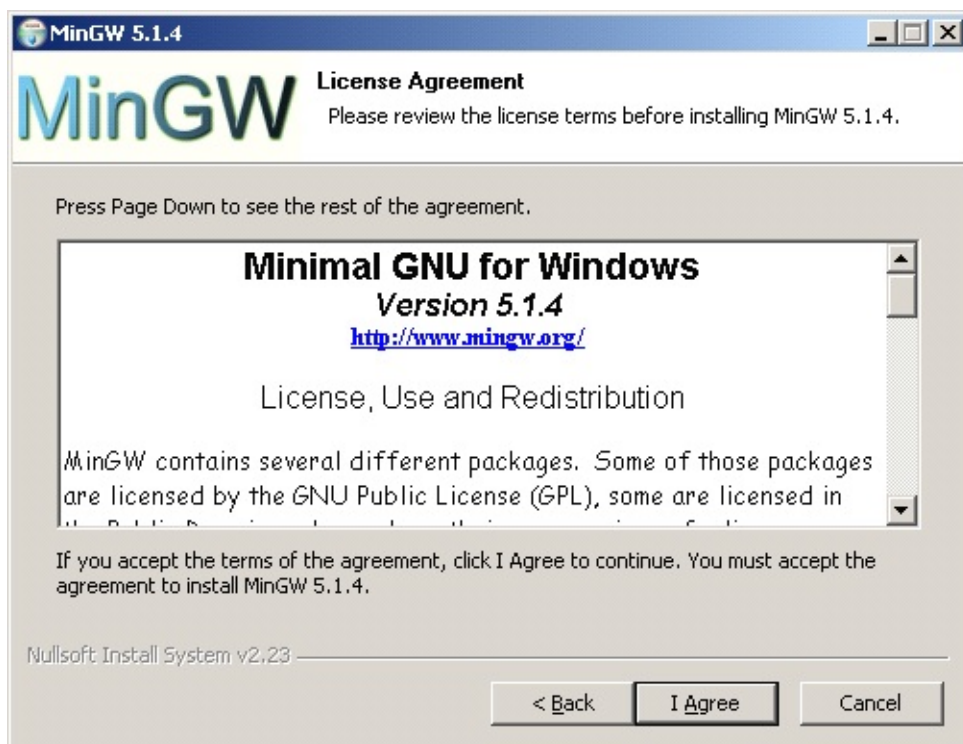 MinGW 5.1.4
MinGW
License Agreement
Please review the license terms before installing MinGW 5.1.4.
Press Page Down to see the rest of the agreement.
Minimal GNU for Windows
Version 5.1.4
http://www.mingw.org/
License, Use and Redistribution
MinGW contains several different packages. Some of those packages
are licensed by the GNU Public License (GPL), some are licensed in
If you accept the terms of the agreement, click I Agree to continue. You must accept the
agreement to install MinGW 5.1.4.
Nullsoft Install System v2.23
< Back
I Agree
Cancel